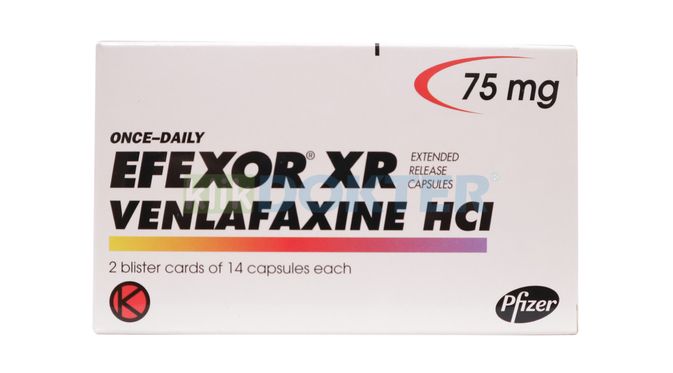 75 mg
ONCE–DAILY
EFEXOR® XR
EXTENDED
RELEASE
CAPSULES
KLIKDOKTER®
VENLAFAXINE HCl
2 blister cards of 14 capsules each
K
Pfizer